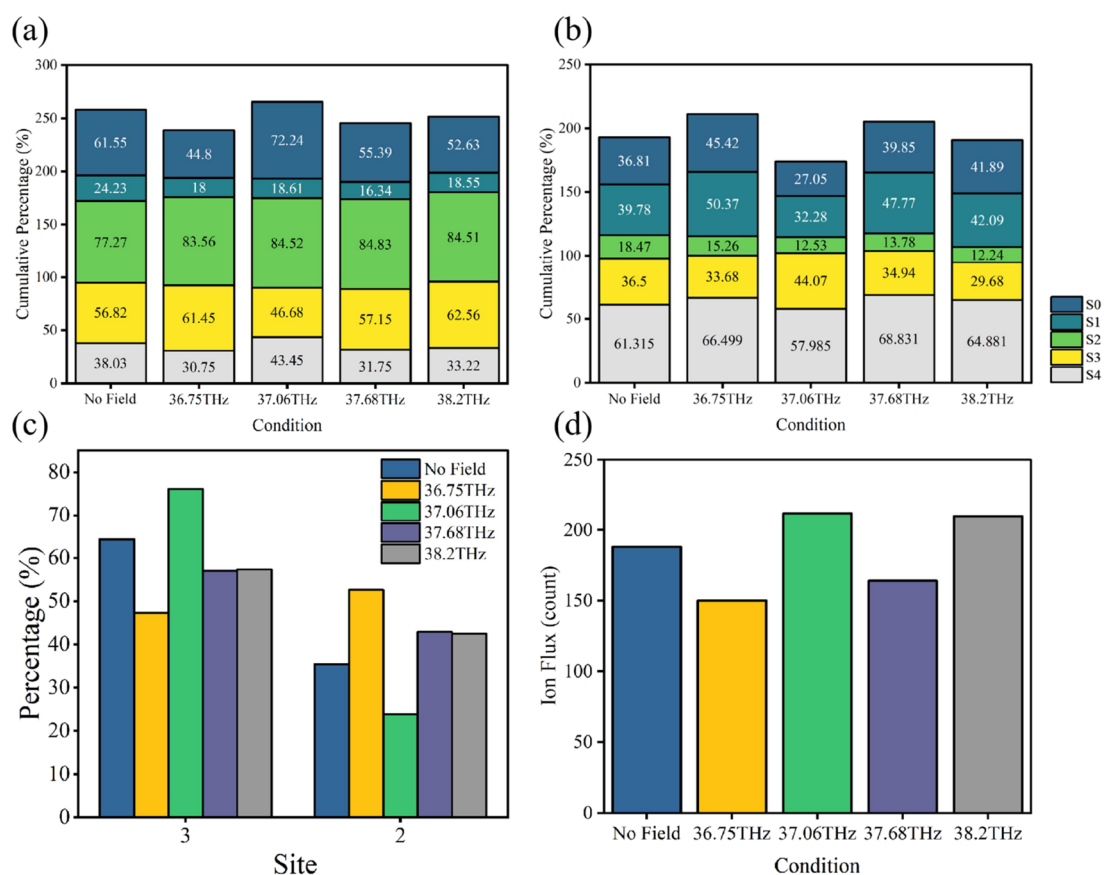 (a)
300
250
200
150
100
50
0
Cumulative Percentage (%)
61.55 44.8 72.24 55.39 52.63
24.23 18 18.61 16.34 18.55
77.27 83.56 84.52 84.83 84.51
56.82 61.45 46.68 57.15 62.56
38.03 30.75 43.45 31.75 33.22
No Field 36.75THz 37.06THz 37.68THz 38.2THz
Condition
(b)
250
200
150
100
50
0
Cumulative Percentage (%)
36.81 45.42 27.05 39.85 41.89
39.78 50.37 32.28 47.77 42.09
18.47 15.26 12.53 13.78 12.24
36.5 33.68 44.07 34.94 29.68
61.315 66.499 57.985 68.831 64.881
No Field 36.75THz 37.06THz 37.68THz 38.2THz
Condition
S0
S1
S2
S3
S4
(c)
80
70
60
50
40
30
20
10
0
Percentage (%)
No Field
36.75THz
37.06THz
37.68THz
38.2THz
3 2
Site
(d)
250
200
150
100
50
0
Ion Flux (count)
No Field 36.75THz 37.06THz 37.68THz 38.2THz
Condition